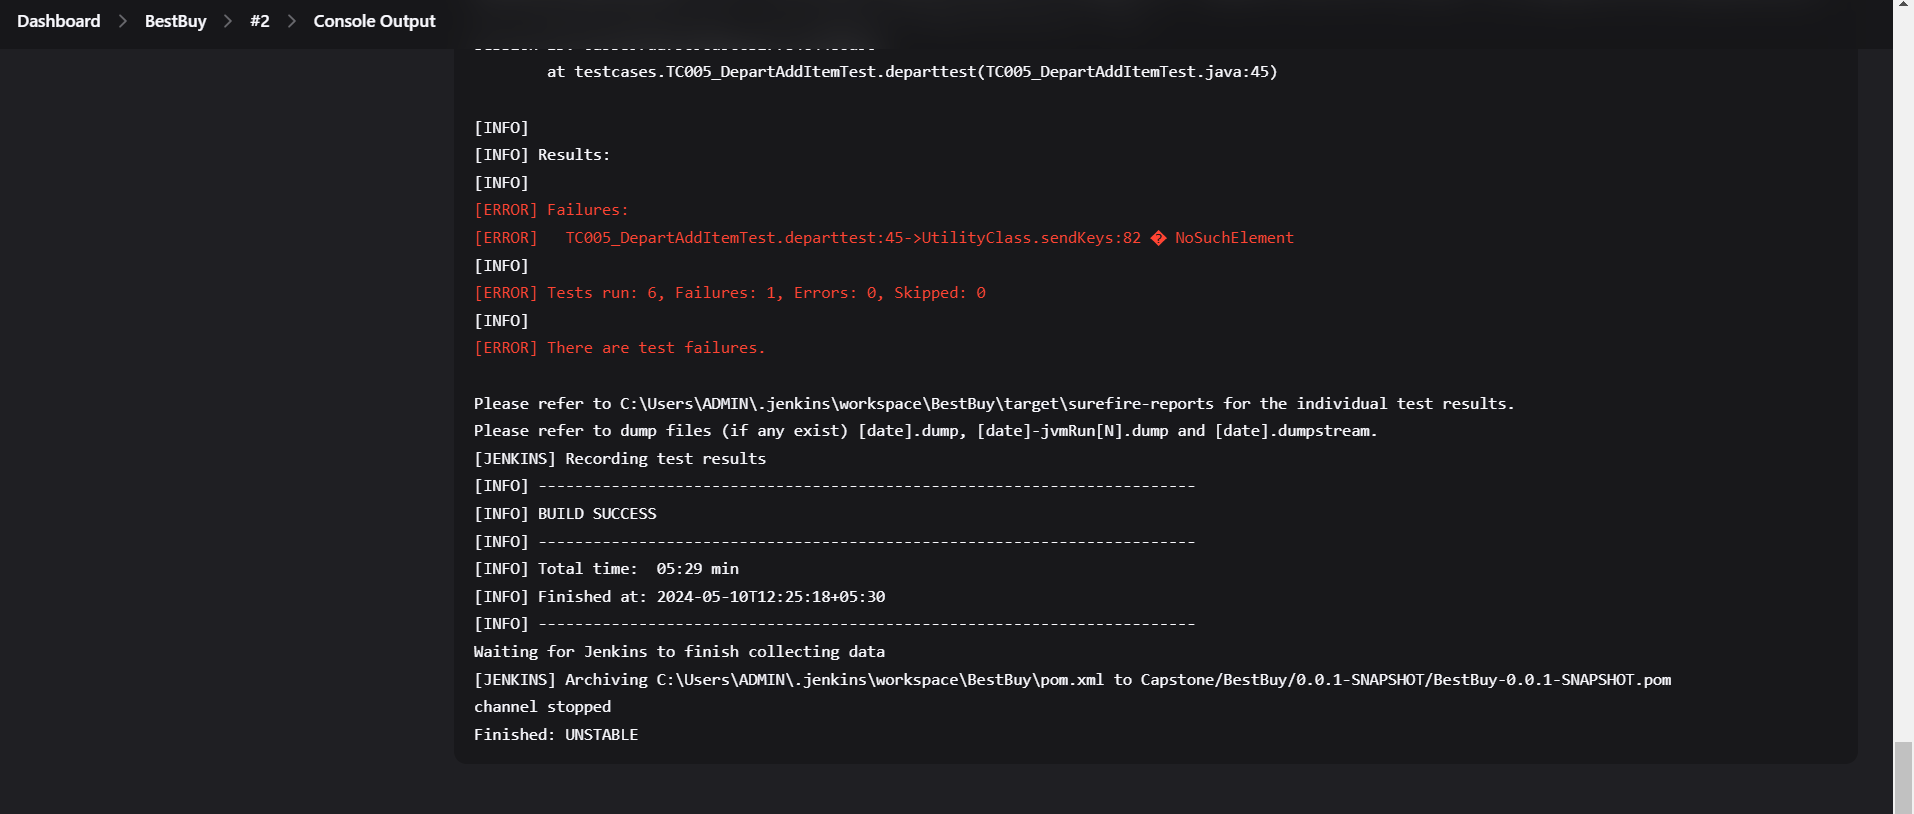 Dashboard > BestBuy > #2 > Console Output
at testcases.TC005_DepartAddItemTest.departtest(TC005_DepartAddItemTest.java:45)
[INFO]
[INFO] Results:
[INFO]
[ERROR] Failures:
[ERROR]   TC005_DepartAddItemTest.departtest:45->UtilityClass.sendKeys:82 � NoSuchElement
[INFO]
[ERROR] Tests run: 6, Failures: 1, Errors: 0, Skipped: 0
[INFO]
[ERROR] There are test failures.
Please refer to C:\Users\ADMIN\.jenkins\workspace\BestBuy\target\surefire-reports for the individual test results.
Please refer to dump files (if any exist) [date].dump, [date]-jvmRun[N].dump and [date].dumpstream.
[JENKINS] Recording test results
[INFO] ------------------------------------------------------------------------
[INFO] BUILD SUCCESS
[INFO] ------------------------------------------------------------------------
[INFO] Total time:  05:29 min
[INFO] Finished at: 2024-05-10T12:25:18+05:30
[INFO] ------------------------------------------------------------------------
Waiting for Jenkins to finish collecting data
[JENKINS] Archiving C:\Users\ADMIN\.jenkins\workspace\BestBuy\pom.xml to Capstone/BestBuy/0.0.1-SNAPSHOT/BestBuy-0.0.1-SNAPSHOT.pom
channel stopped
Finished: UNSTABLE